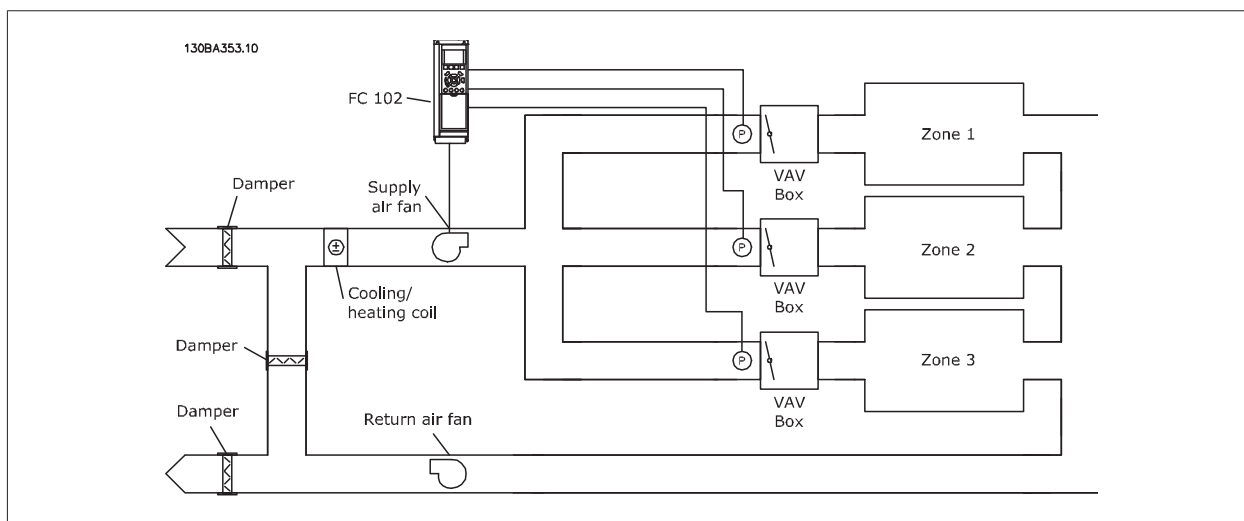 130BA353.10
FC 102
Damper
Supply
air fan
Cooling/
heating coil
Damper
Damper
Return air fan
P
VAV
Box
Zone 1
P
VAV
Box
Zone 2
P
VAV
Box
Zone 3